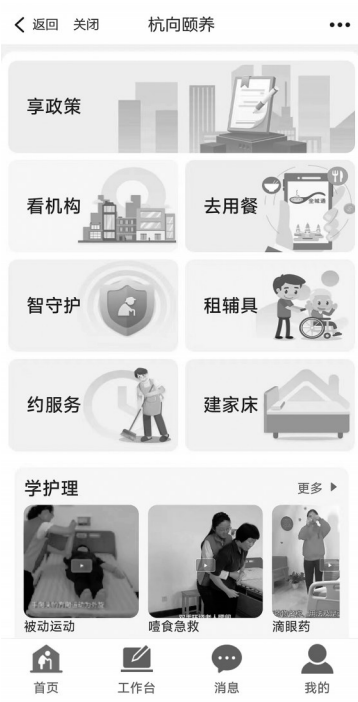 返回 关闭 杭向颐养
享政策
看机构
去用餐
智守护
租辅具
约服务
建家床
学护理
更多
被动运动
噎食急救
滴眼药
首页
工作台
消息
我的